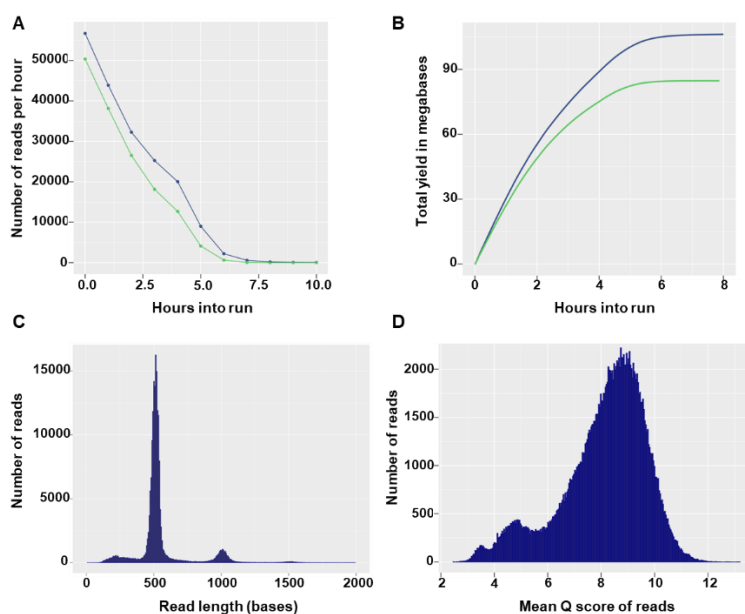 A
Number of reads per hour
50000
40000
30000
20000
10000
0
0.0 2.5 5.0 7.5 10.0
Hours into run
B
Total yield in megabases
90
60
30
0
0 2 4 6 8
Hours into run
C
Number of reads
15000
10000
5000
0
0 500 1000 1500 2000
Read length (bases)
D
Number of reads
2000
1500
1000
500
0
2 4 6 8 10 12
Mean Q score of reads